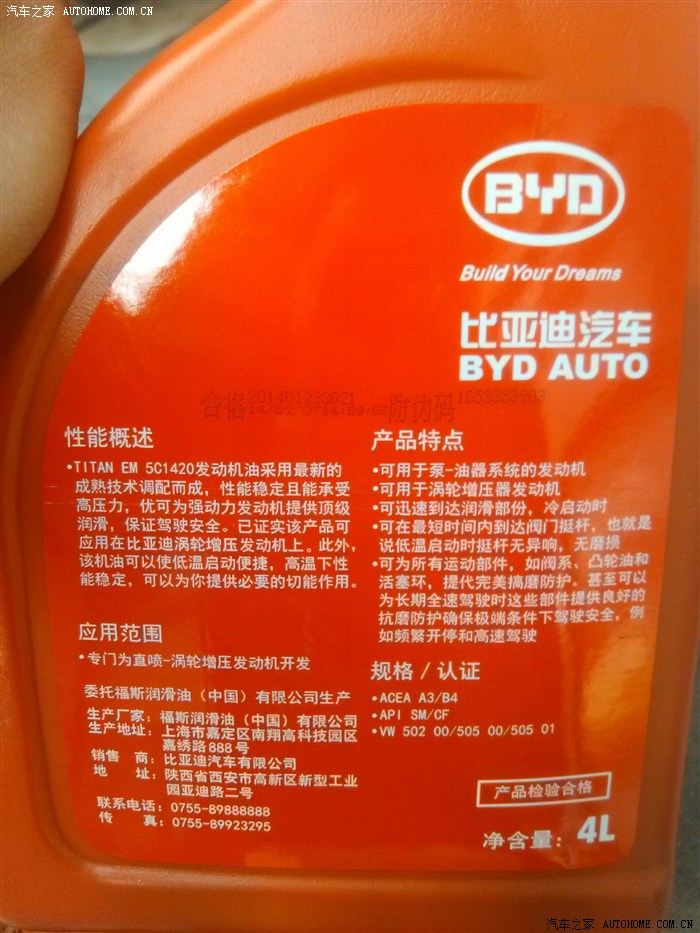 汽车之家 AUTOHOME.COM.CN
BYD
Build Your Dreams
比亚迪汽车
BYD AUTO
合格 201401233021 防伪码 1053353903
14/02 07 14:59:05
性能概述
•TITAN EM 5C1420发动机油采用最新的
成熟技术调配而成，性能稳定且能承受
高压力，优可为强动力发动机提供顶级
润滑，保证驾驶安全。已证实该产品可
应用在比亚迪涡轮增压发动机上。此外，
该机油可以使低温启动便捷，高温下性
能稳定，可以为你提供必要的切能作用。
应用范围
•专门为直喷-涡轮增压发动机开发
委托福斯润滑油（中国）有限公司生产
生产厂家：福斯润滑油（中国）有限公司
生产地址：上海市嘉定区南翔高科技园区
嘉绣路888号
销售 商：比亚迪汽车有限公司
地 址：陕西省西安市高新区新型工业
园亚迪路二号
联系电话：0755-89888888
传 真：0755-89923295
产品特点
•可用于泵-油器系统的发动机
•可用于涡轮增压器发动机
•可迅速到达润滑部份，冷启动时
•可在最短时间内到达阀门挺杆，也就是
说低温启动时挺杆无异响，无磨损
•可为所有运动部件，如阀系、凸轮油和
活塞环，提代完美搞磨防护。甚至可以
为长期全速驾驶时这些部件提供良好的
抗磨防护确保极端条件下驾驶安全，例
如频繁开停和高速驾驶
规格/认证
•ACEA A3/B4
•API SM/CF
•VW 502 00/505 00/505 01
产品检验合格
净含量：4L
汽车之家 AUTOHOME.COM.CN